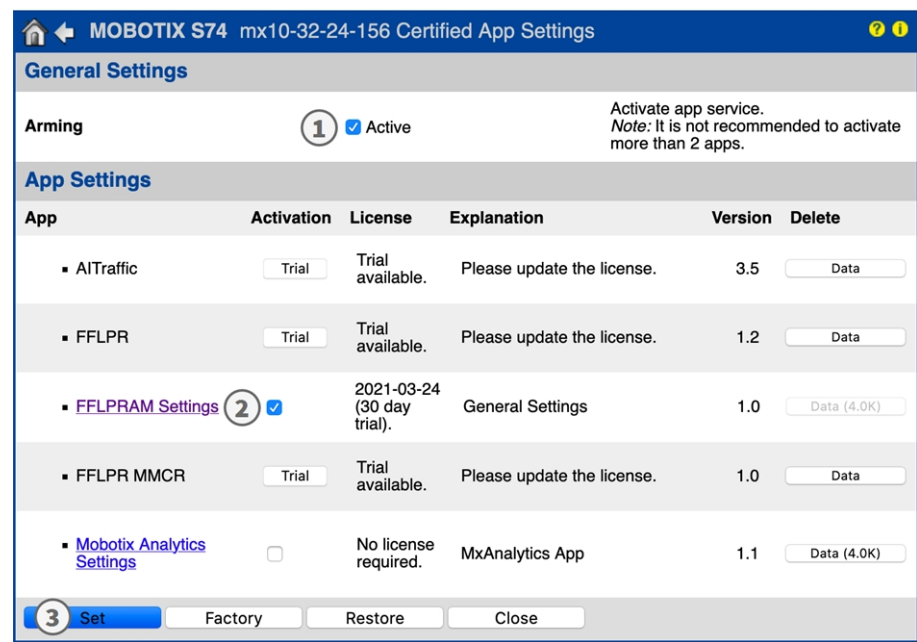 MOBOTIX S74 mx10-32-24-156 Certified App Settings ? i
General Settings
Arming 1 Active Activate app service.
Note: It is not recommended to activate
more than 2 apps.
App Settings
App Activation License Explanation Version Delete
AITraffic Trial Trial
available. Please update the license. 3.5 Data
FFLPR Trial Trial
available. Please update the license. 1.2 Data
FFLPRAM Settings 2 2021-03-24
(30 day
trial). General Settings 1.0 Data (4.0K)
FFLPR MMCR Trial Trial
available. Please update the license. 1.0 Data
Mobotix Analytics
Settings No license
required. MxAnalytics App 1.1 Data (4.0K)
3 Set Factory Restore Close